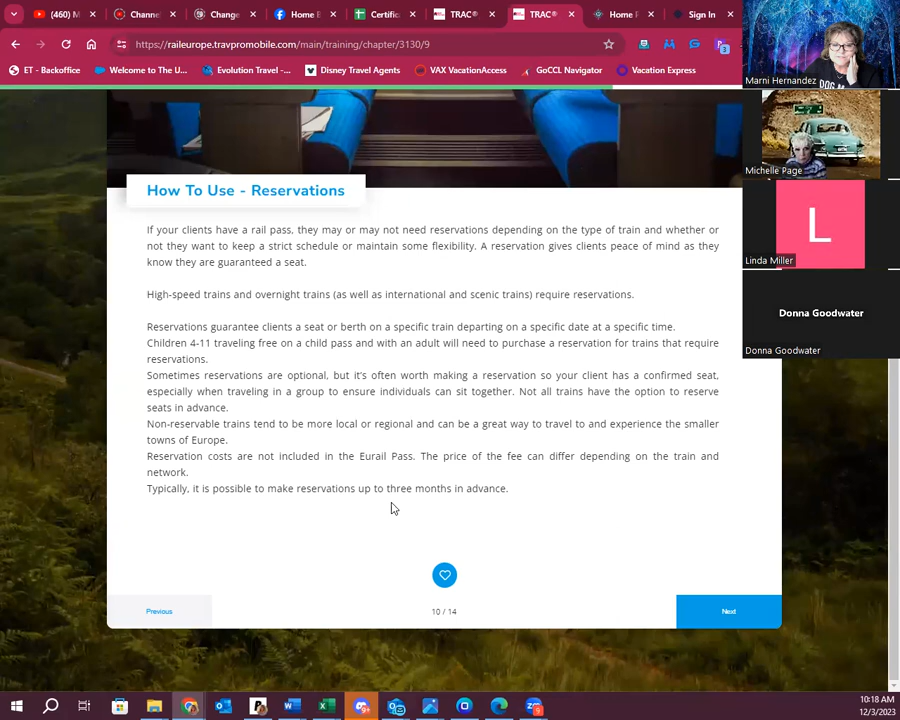 (460) M
Channel
Change
Home E
Certific
TRAC®
TRAC®
Home P
Sign In
https://raileurope.travpromobile.com/main/training/chapter/3130/9
3
ET - Backoffice
Welcome to The U...
Evolution Travel -...
Disney Travel Agents
VAX VacationAccess
GoCCL Navigator
Vacation Express
Marni Hernandez
Michelle Page
L
Linda Miller
Donna Goodwater
Donna Goodwater
How To Use - Reservations
If your clients have a rail pass, they may or may not need reservations depending on the type of train and whether or
not they want to keep a strict schedule or maintain some flexibility. A reservation gives clients peace of mind as they
know they are guaranteed a seat.
High-speed trains and overnight trains (as well as international and scenic trains) require reservations.
Reservations guarantee clients a seat or berth on a specific train departing on a specific date at a specific time.
Children 4-11 traveling free on a child pass and with an adult will need to purchase a reservation for trains that require
reservations.
Sometimes reservations are optional, but it's often worth making a reservation so your client has a confirmed seat,
especially when traveling in a group to ensure individuals can sit together. Not all trains have the option to reserve
seats in advance.
Non-reservable trains tend to be more local or regional and can be a great way to travel to and experience the smaller
towns of Europe.
Reservation costs are not included in the Eurail Pass. The price of the fee can differ depending on the train and
network.
Typically, it is possible to make reservations up to three months in advance.
Previous
10 / 14
Next
10:18 AM
12/3/2023